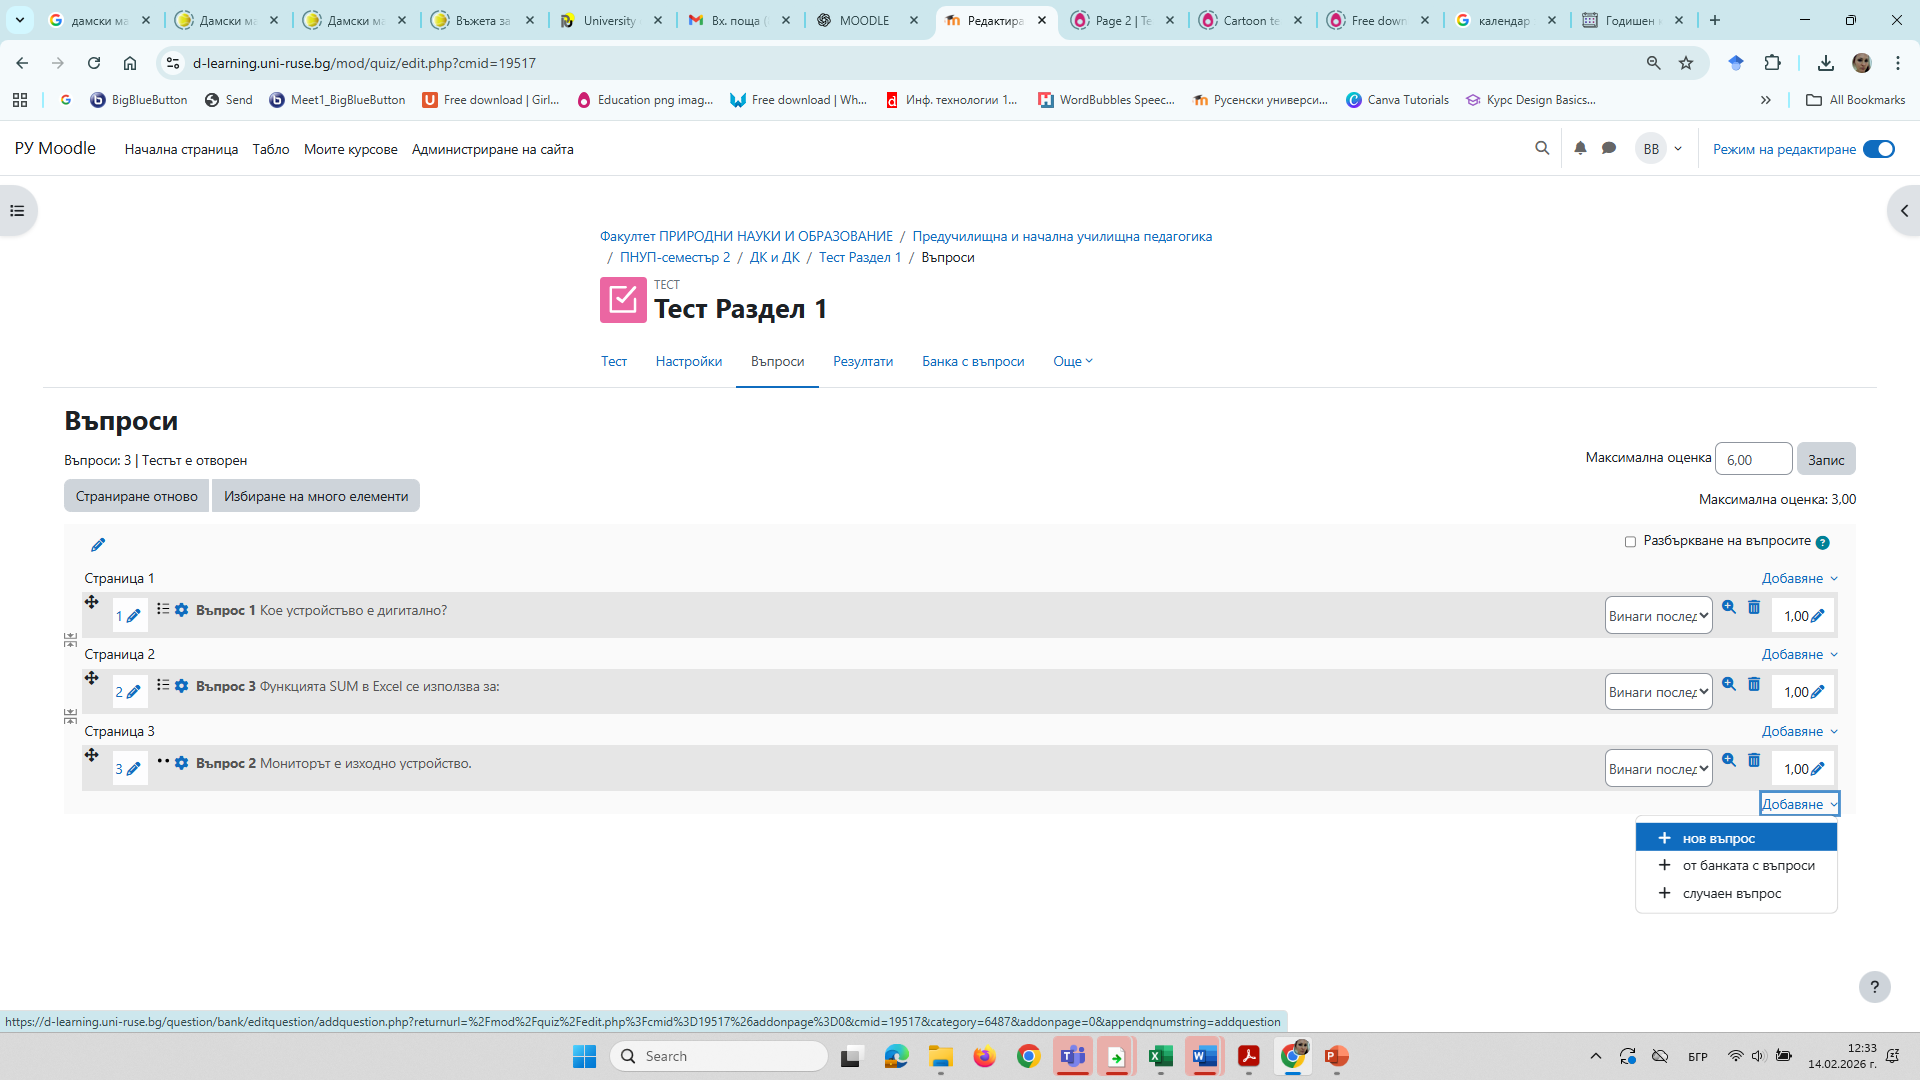 дамски ма
Дамски ма
Дамски ма
Въжета за
University
Вх. поща (
MOODLE
Редактира
Page 2 | Te
Cartoon te
Free down
календар
Годишен к
d-learning.uni-ruse.bg/mod/quiz/edit.php?cmid=19517
BigBlueButton
Send
Meet1_BigBlueButton
Free download | Girl...
Education png imag...
Free download | Wh...
Инф. технологии 1...
WordBubbles Speec...
Русенски универси...
Canva Tutorials
Курс Design Basics...
All Bookmarks
РУ Moodle
Начална страница
Табло
Моите курсове
Администриране на сайта
BB
Режим на редактиране
Факултет ПРИРОДНИ НАУКИ И ОБРАЗОВАНИЕ / Предучилищна и начална училищна педагогика
/ ПНУП-семестър 2 / ДК и ДК / Тест Раздел 1 / Въпроси
ТЕСТ
Тест Раздел 1
Тест
Настройки
Въпроси
Резултати
Банка с въпроси
Още
Въпроси
Въпроси: 3 | Тестът е отворен
Максимална оценка 6,00 Запис
Страниране отново
Избиране на много елементи
Максимална оценка: 3,00
Разбъркване на въпросите ?
Страница 1
Добавяне
1 Въпрос 1 Кое устройстъво е дигитално? Винаги послед 1,00
Страница 2
Добавяне
2 Въпрос 3 Функцията SUM в Excel се използва за: Винаги послед 1,00
Страница 3
Добавяне
3 Въпрос 2 Мониторът е изходно устройство. Винаги послед 1,00
Добавяне
+ нов въпрос
+ от банката с въпроси
+ случаен въпрос
?
https://d-learning.uni-ruse.bg/question/bank/editquestion/addquestion.php?returnurl=%2Fmod%2Fquiz%2Fedit.php%3Fcmid%3D19517%26addonpage%3D0&cmid=19517&category=6487&addonpage=0&appendqnumstring=addquestion
Search
БГР
12:33
14.02.2026 г.